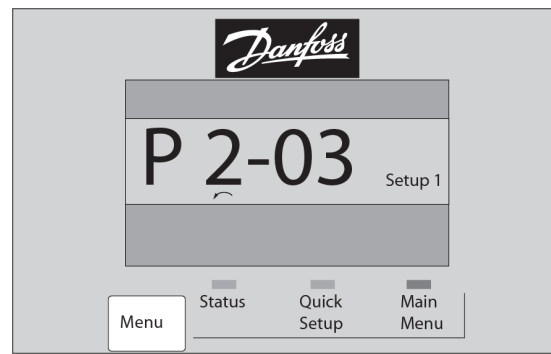 Danfoss
P 2-03
Setup 1
Status
Quick
Setup
Main
Menu
Menu